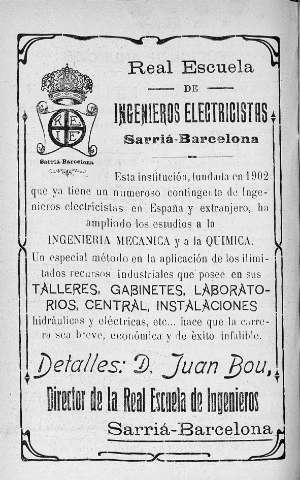 Real Escuela
DE
INGENIEROS ELECTRICISTAS
Sarriá-Barcelona
Sarriá-Barcelona
Esta institución, fundada en 1902
que ya tiene un numeroso contingente de Inge-
nieros electricistas en España y extranjero, ha
ampliado los estudios a la
INGENIERIA MECANICA y a la QUIMICA.
Un especial método en la aplicación de los ilimi-
tados recursos industriales que posee en sus
TALLERES, GABINETES, LABORATO-
RIOS, CENTRAL, INSTALACIONES
hidráulicas y eléctricas, etc... hace que la carre-
ra sea breve, económica y de éxito infalible.
Detalles: D. Juan Bou,
Director de la Real Escuela de Ingenieros
Sarriá-Barcelona